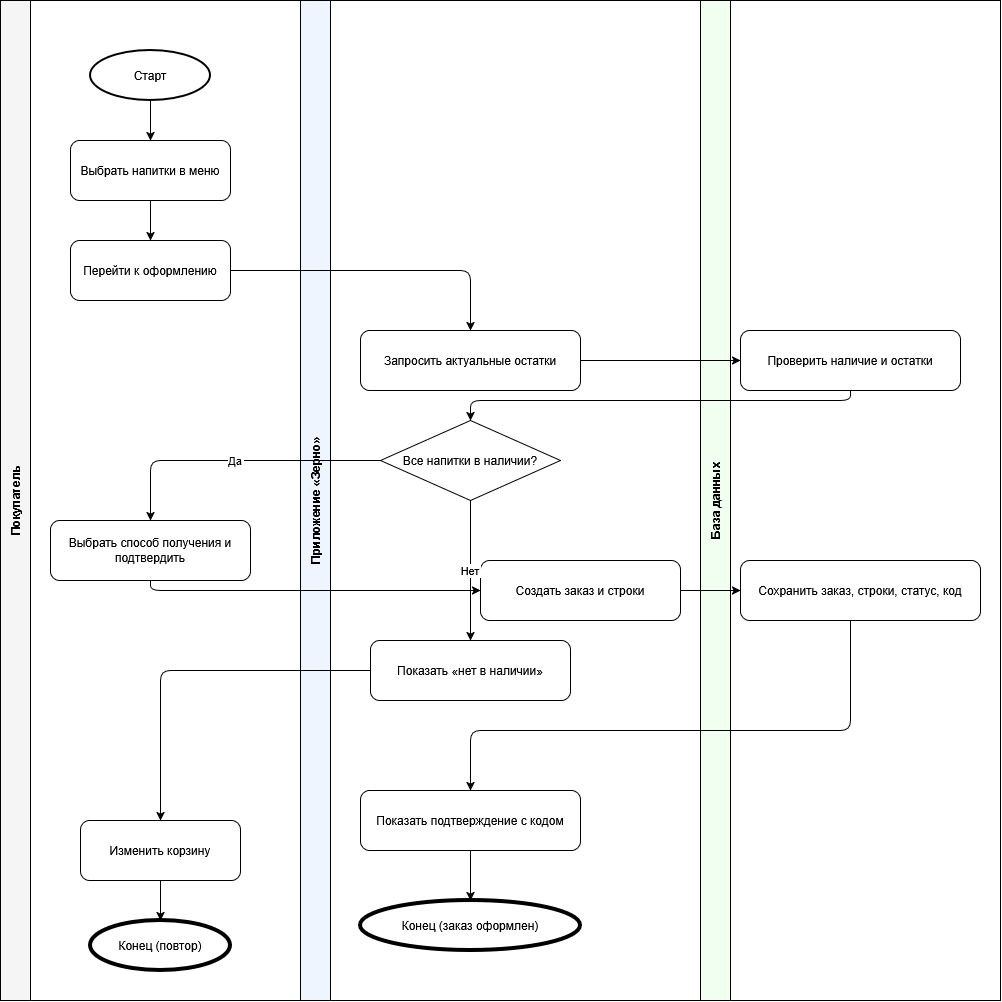 Старт
Выбрать напитки в меню
Перейти к оформлению
Запросить актуальные остатки
Проверить наличие и остатки
Все напитки в наличии?
Да
Покупатель
Приложение «Зерно»
База данных
Выбрать способ получения и
подтвердить
Нет
Создать заказ и строки
Сохранить заказ, строки, статус, код
Показать «нет в наличии»
Показать подтверждение с кодом
Изменить корзину
Конец (заказ оформлен)
Конец (повтор)